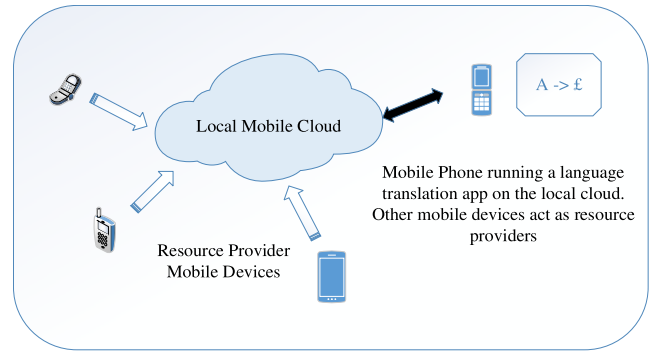 Local Mobile Cloud
A -> £
Mobile Phone running a language
translation app on the local cloud.
Other mobile devices act as resource
providers
Resource Provider
Mobile Devices